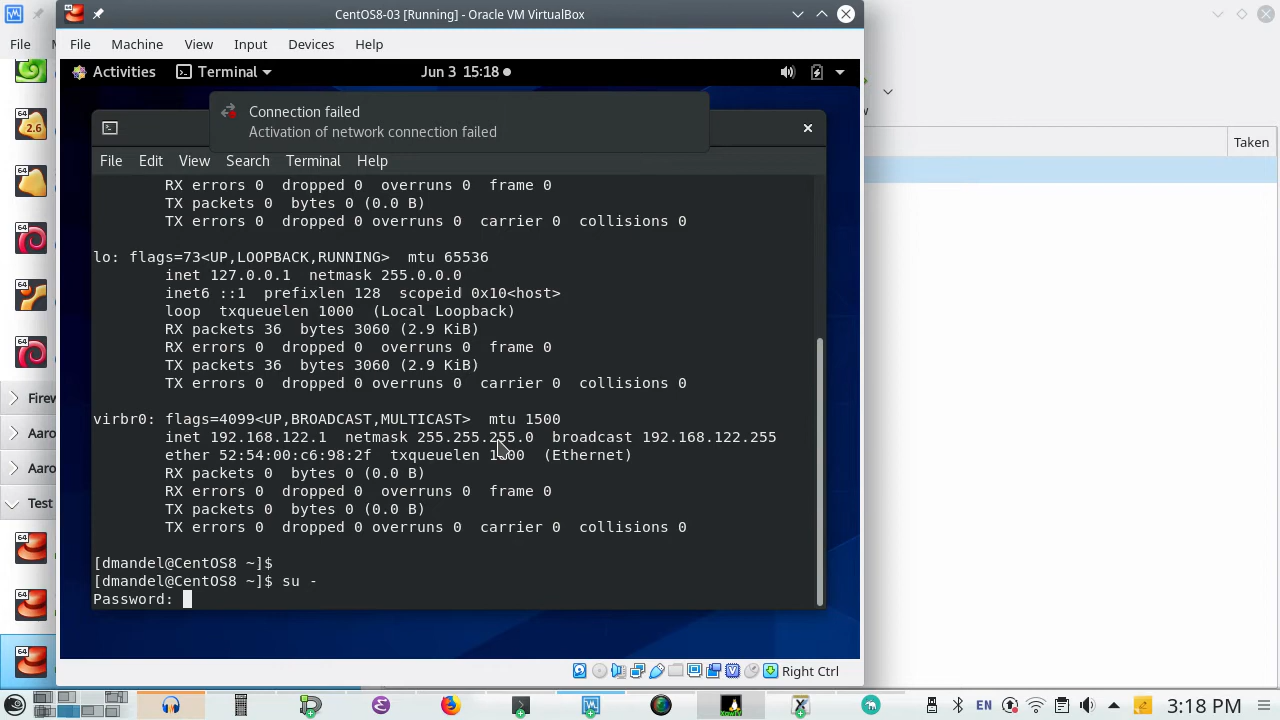 CentOS8-03 [Running] - Oracle VM VirtualBox
File
File Machine View Input Devices Help
Activities Terminal Jun 3 15:18
Connection failed
Activation of network connection failed
File Edit View Search Terminal Help
Taken
64
2.6
RX errors 0 dropped 0 overruns 0 frame 0
TX packets 0 bytes 0 (0.0 B)
TX errors 0 dropped 0 overruns 0 carrier 0 collisions 0
lo: flags=73<UP,LOOPBACK,RUNNING> mtu 65536
inet 127.0.0.1 netmask 255.0.0.0
inet6 ::1 prefixlen 128 scopeid 0x10<host>
loop txqueuelen 1000 (Local Loopback)
RX packets 36 bytes 3060 (2.9 KiB)
RX errors 0 dropped 0 overruns 0 frame 0
TX packets 36 bytes 3060 (2.9 KiB)
TX errors 0 dropped 0 overruns 0 carrier 0 collisions 0
virbr0: flags=4099<UP,BROADCAST,MULTICAST> mtu 1500
inet 192.168.122.1 netmask 255.255.255.0 broadcast 192.168.122.255
ether 52:54:00:c6:98:2f txqueuelen 1000 (Ethernet)
RX packets 0 bytes 0 (0.0 B)
RX errors 0 dropped 0 overruns 0 frame 0
TX packets 0 bytes 0 (0.0 B)
TX errors 0 dropped 0 overruns 0 carrier 0 collisions 0
[dmandel@CentOS8 ~]$
[dmandel@CentOS8 ~]$ su -
Password:
Firew
Aaro
Aaro
Test
Right Ctrl
EN 3:18 PM